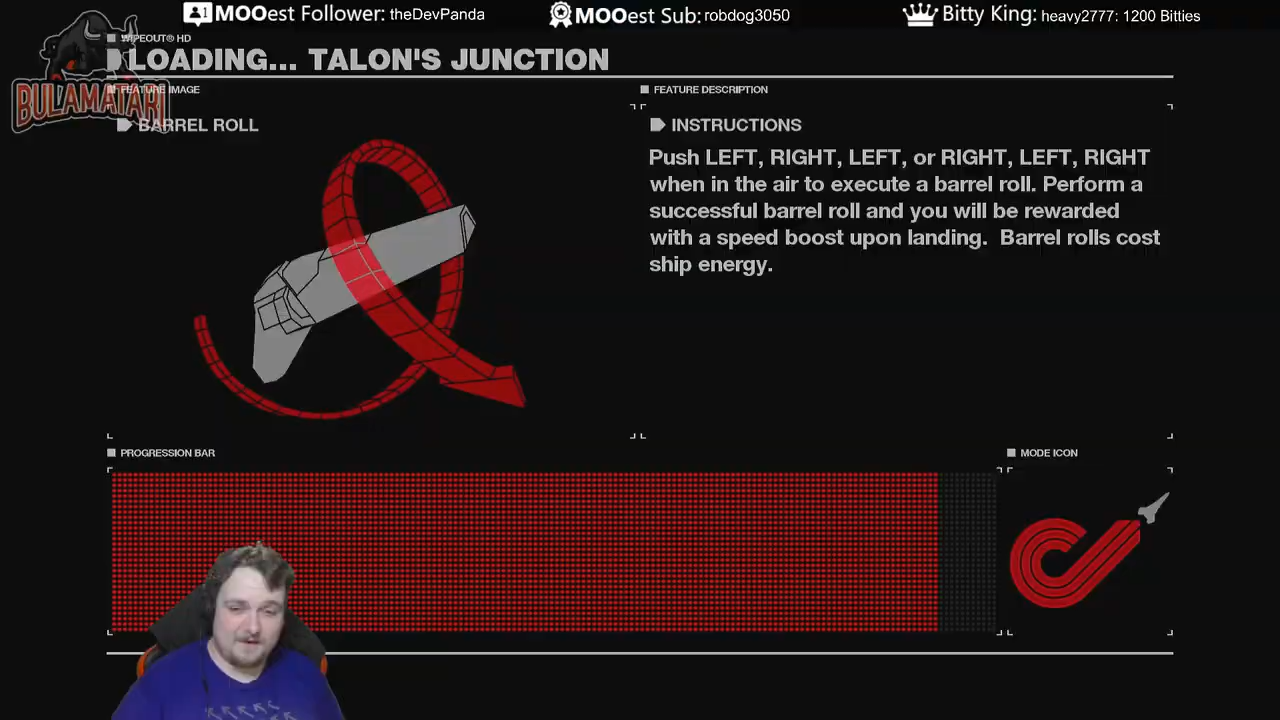 MOOest Follower: theDevPanda
MOOest Sub: robdog3050
Bitty King: heavy2777: 1200 Bitties
WIPEOUT® HD
LOADING... TALON'S JUNCTION
BULAMATARI
FEATURE IMAGE
FEATURE DESCRIPTION
BARREL ROLL
INSTRUCTIONS
Push LEFT, RIGHT, LEFT, or RIGHT, LEFT, RIGHT
when in the air to execute a barrel roll. Perform a
successful barrel roll and you will be rewarded
with a speed boost upon landing. Barrel rolls cost
ship energy.
PROGRESSION BAR
MODE ICON